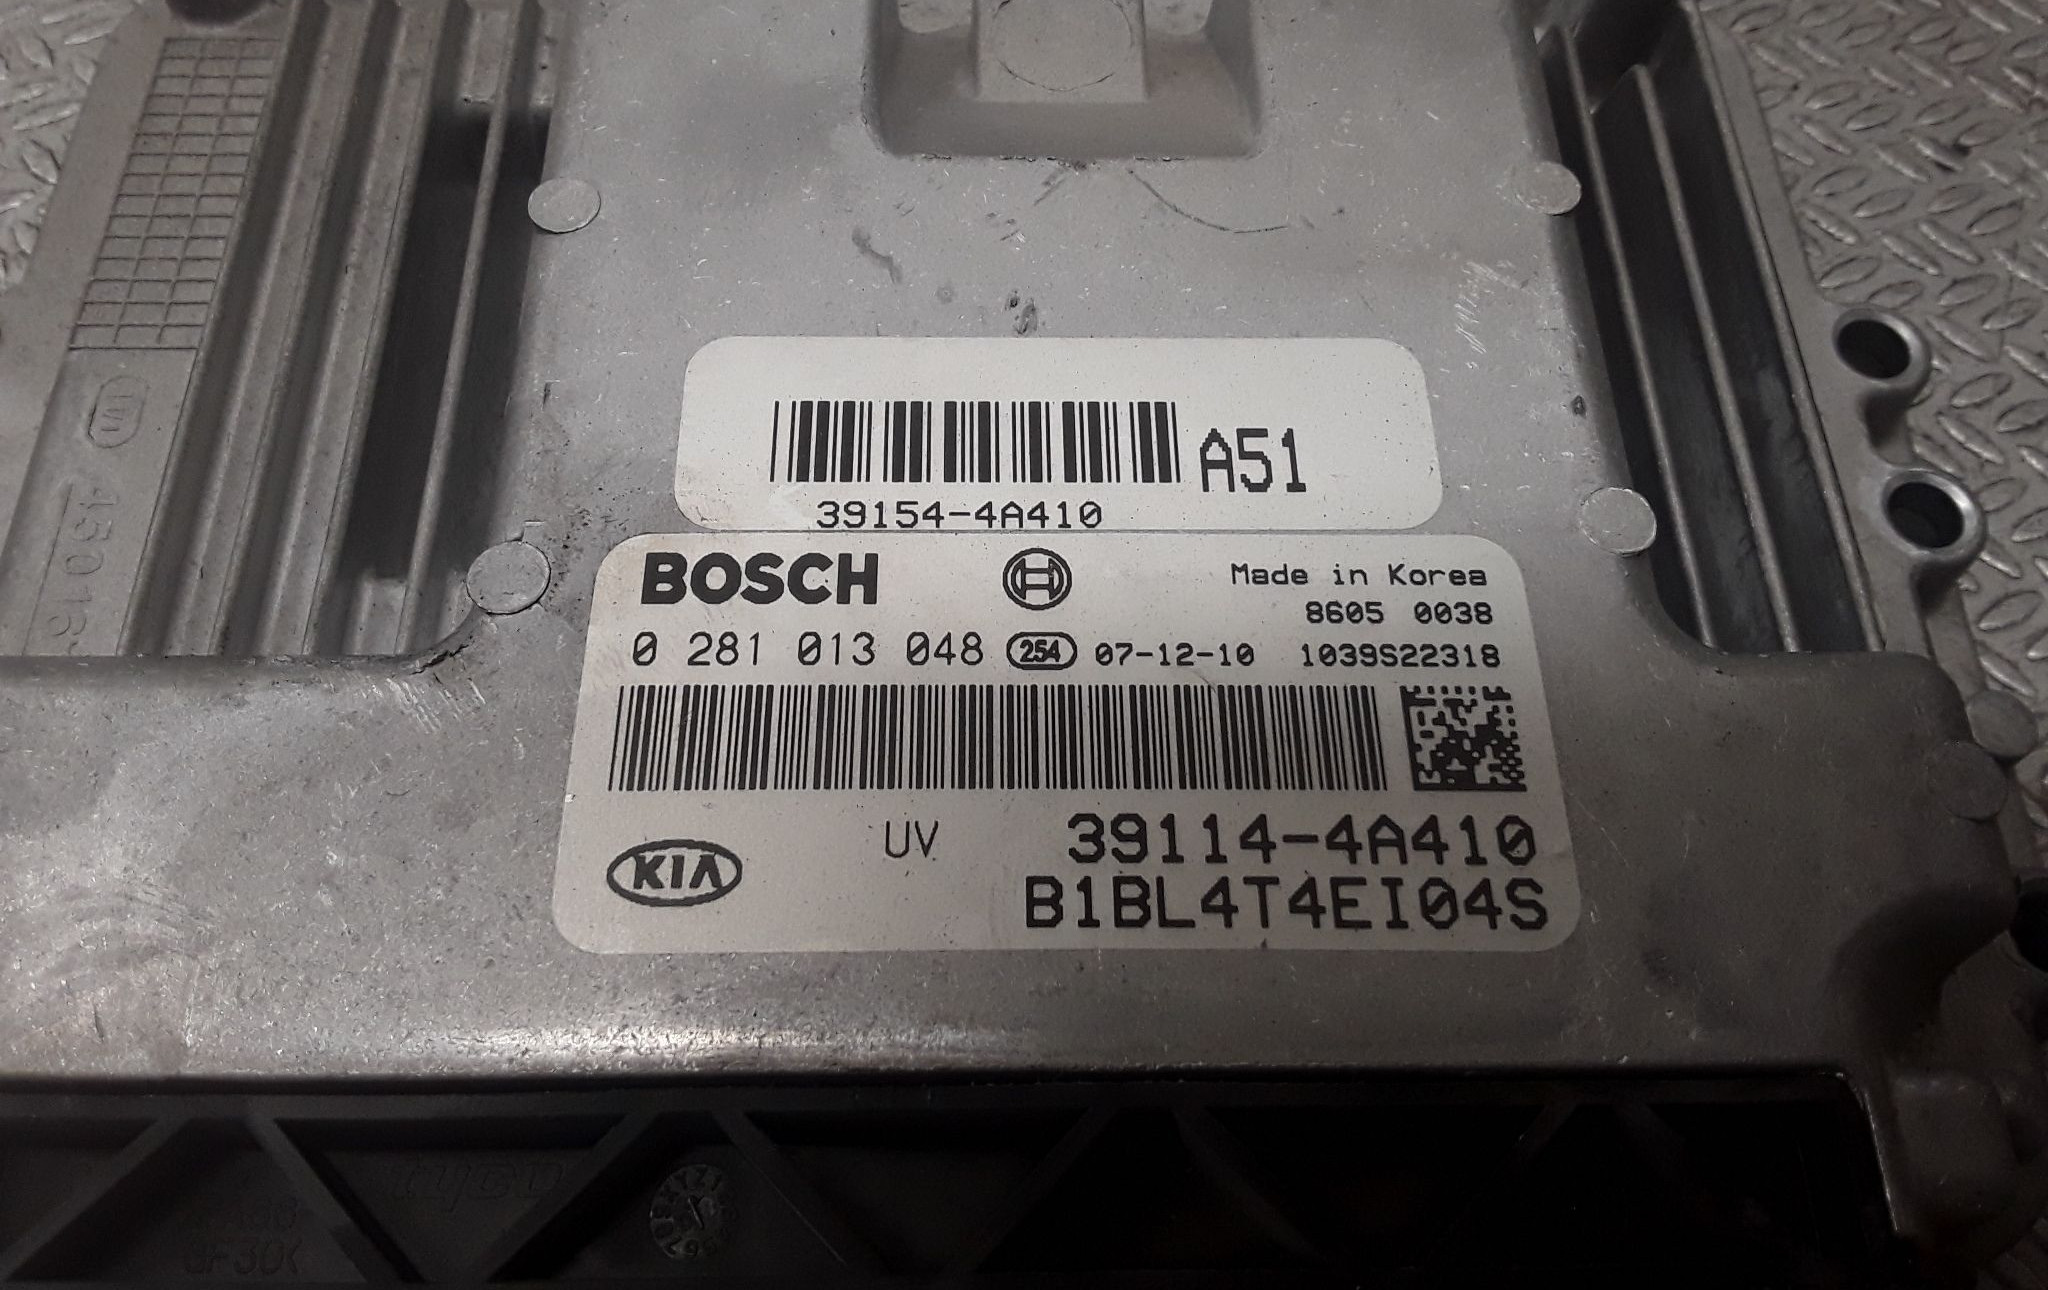 A51
39154-4A410
BOSCH
Made in Korea
8605 0038
0 281 013 048 254 07-12-10 1039S22318
KIA
UV
39114-4A410
B1BL4T4EI04S
tyco